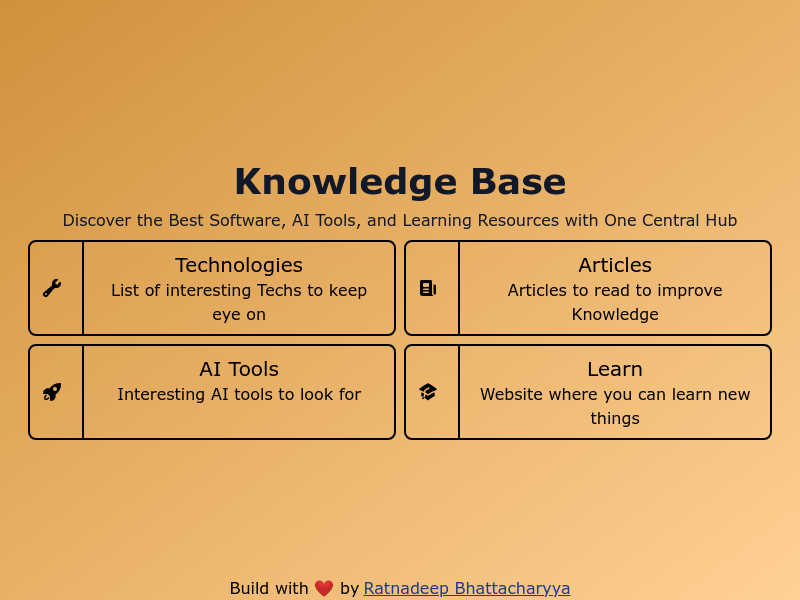 Knowledge Base
Discover the Best Software, AI Tools, and Learning Resources with One Central Hub
Technologies
List of interesting Techs to keep
eye on
Articles
Articles to read to improve
Knowledge
AI Tools
Interesting AI tools to look for
Learn
Website where you can learn new
things
Build with ❤️ by Ratnadeep Bhattacharyya